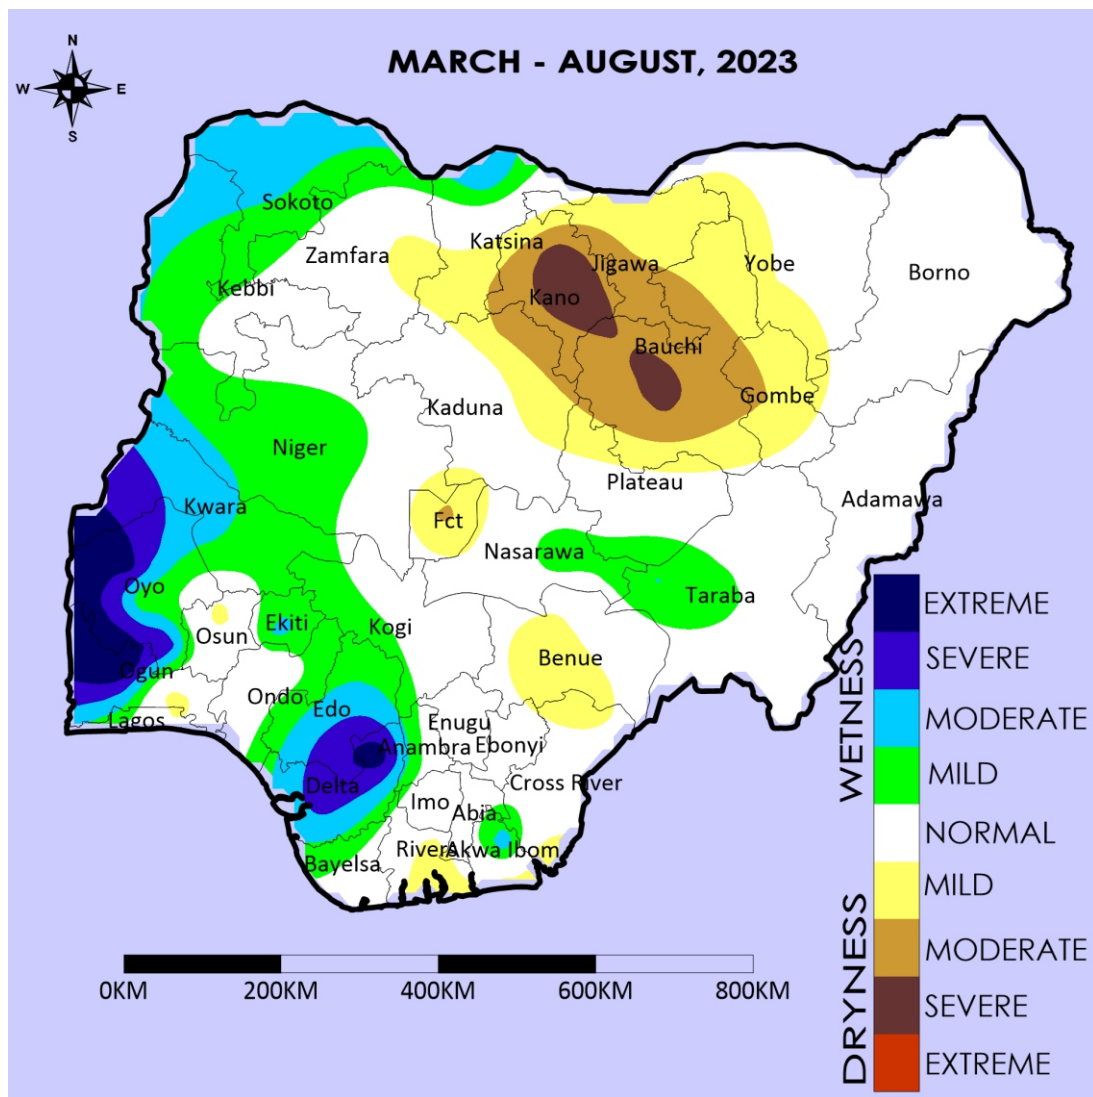 N
MARCH - AUGUST, 2023
W E
S
Sokoto
Katsina
Zamfara
Jigawa
Yobe
Borno
Kebbi
Kano
Bauchi
Gombe
Kaduna
Niger
Plateau
Kwara
Adamawa
Fct
Nasarawa
Oyo
Taraba
Ekiti
Kogi
Osun
Benue
Ogun
Ondo
Edo
Lagos
Enugu
Anambra
Ebonyi
Delta
Cross River
Imo
Abia
Rivers
Akwa Ibom
Bayelsa
WETNESS
EXTREME
SEVERE
MODERATE
MILD
NORMAL
DRYNESS
MILD
MODERATE
SEVERE
EXTREME
0KM 200KM 400KM 600KM 800KM